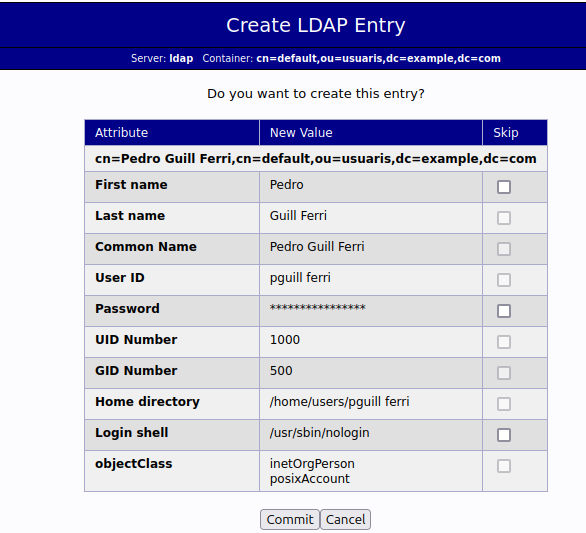 Create LDAP Entry
Server: ldap Container: cn=default,ou=usuaris,dc=example,dc=com
Do you want to create this entry?
Attribute New Value Skip
cn=Pedro Guill Ferri,cn=default,ou=usuaris,dc=example,dc=com
First name Pedro
Last name Guill Ferri
Common Name Pedro Guill Ferri
User ID pguill ferri
Password ****************
UID Number 1000
GID Number 500
Home directory /home/users/pguill ferri
Login shell /usr/sbin/nologin
objectClass inetOrgPerson
posixAccount
Commit Cancel